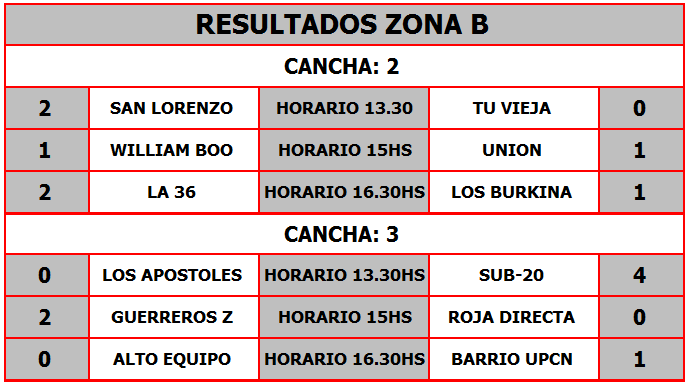 RESULTADOS ZONA B
CANCHA: 2
2 SAN LORENZO HORARIO 13.30 TU VIEJA 0
1 WILLIAM BOO HORARIO 15HS UNION 1
2 LA 36 HORARIO 16.30HS LOS BURKINA 1
CANCHA: 3
0 LOS APOSTOLES HORARIO 13.30HS SUB-20 4
2 GUERREROS Z HORARIO 15HS ROJA DIRECTA 0
0 ALTO EQUIPO HORARIO 16.30HS BARRIO UPCN 1